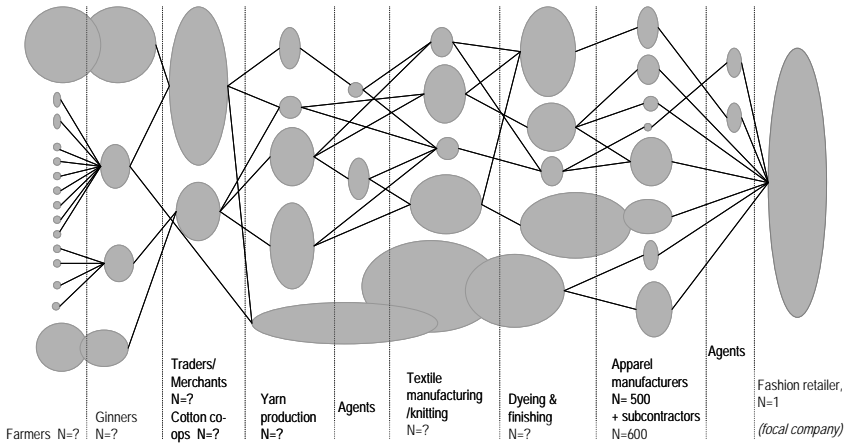 Farmers N=?
Ginners
N=?
Traders/
Merchants
N=?
Cotton co-
ops N=?
Yarn
production
N=?
Agents
Textile
manufacturing
/knitting
N=?
Dyeing &
finishing
N=?
Apparel
manufacturers
N= 500
+ subcontractors
N=600
Agents
Fashion retailer,
N=1
(focal company)